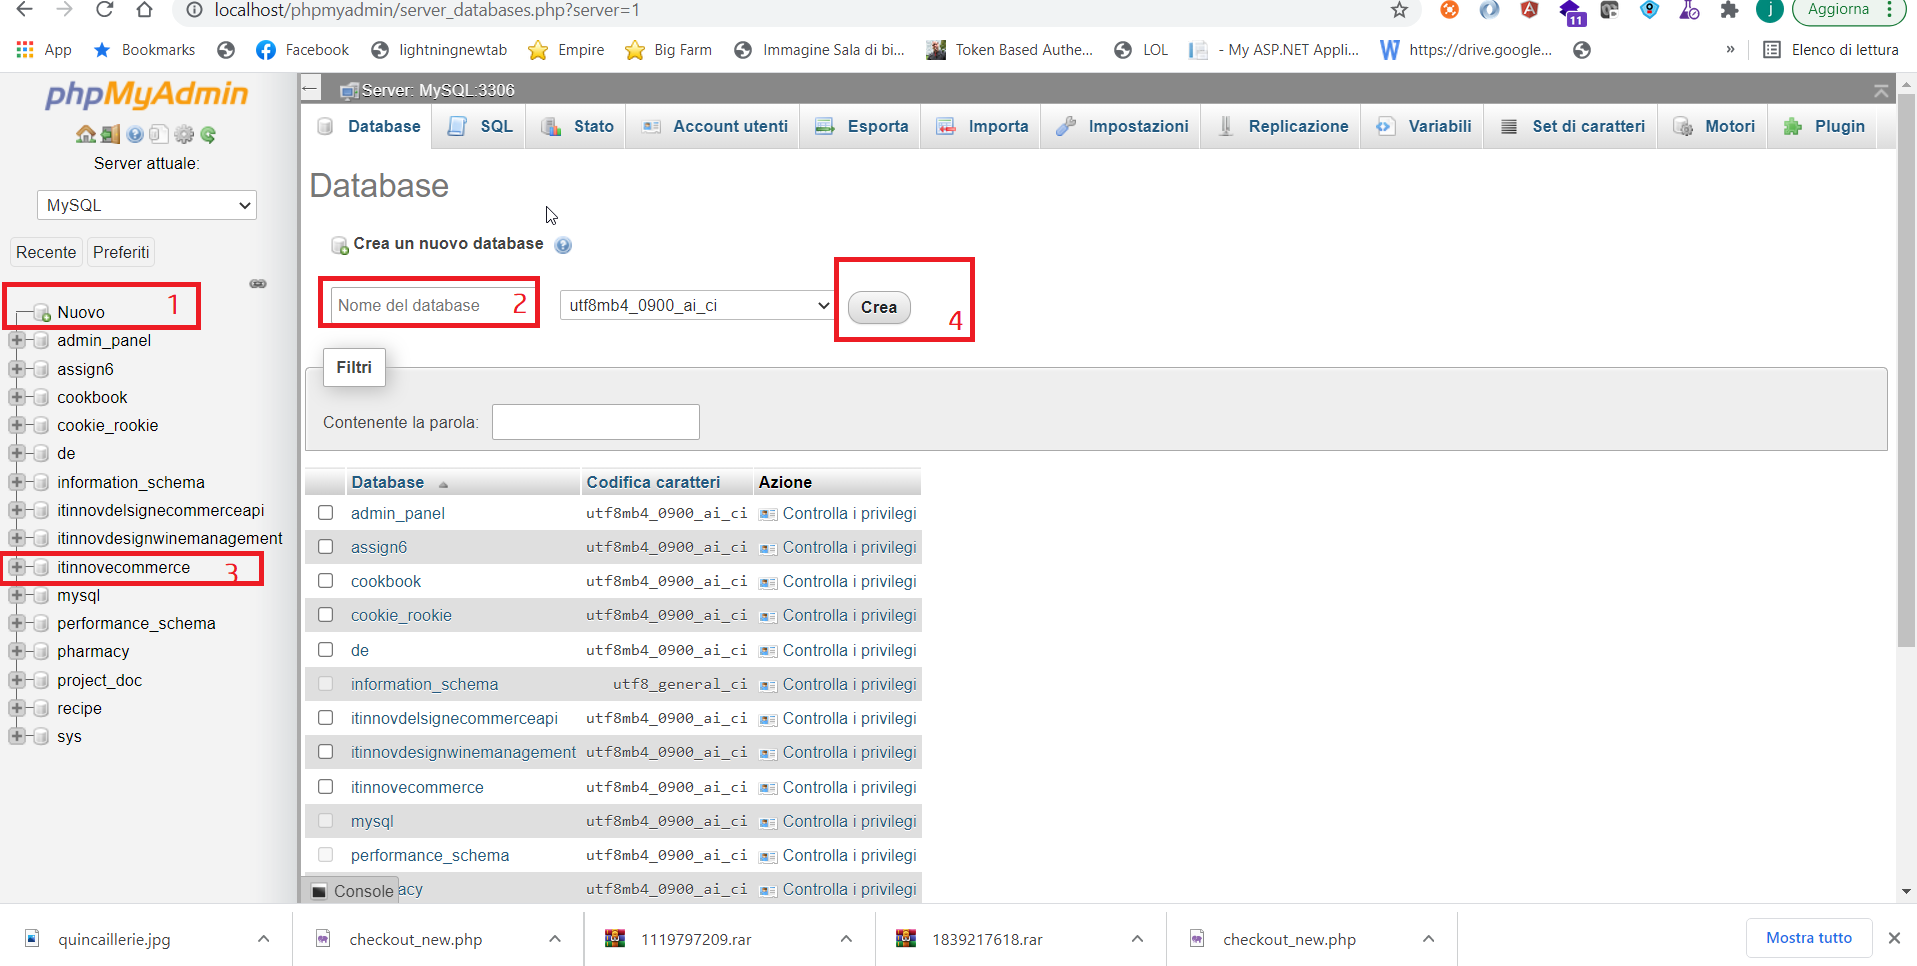 localhost/phpmyadmin/server_databases.php?server=1
11
j
Aggiorna
App
Bookmarks
Facebook
lightningnewtab
Empire
Big Farm
Immagine Sala di bi...
Token Based Authe...
LOL
- My ASP.NET Appli...
https://drive.google...
»
Elenco di lettura
phpMyAdmin
Server attuale:
MySQL
Recente
Preferiti
Nuovo
1
admin_panel
assign6
cookbook
cookie_rookie
de
information_schema
itinnovdelsignecommerceapi
itinnovdesignwinemanagement
itinnovecommerce
3
mysql
performance_schema
pharmacy
project_doc
recipe
sys
Server: MySQL:3306
Database
SQL
Stato
Account utenti
Esporta
Importa
Impostazioni
Replicazione
Variabili
Set di caratteri
Motori
Plugin
Database
Crea un nuovo database
Nome del database
2
utf8mb4_0900_ai_ci
Crea
4
Filtri
Contenente la parola:
Database Codifica caratteri Azione
admin_panel utf8mb4_0900_ai_ci Controlla i privilegi
assign6 utf8mb4_0900_ai_ci Controlla i privilegi
cookbook utf8mb4_0900_ai_ci Controlla i privilegi
cookie_rookie utf8mb4_0900_ai_ci Controlla i privilegi
de utf8mb4_0900_ai_ci Controlla i privilegi
information_schema utf8_general_ci Controlla i privilegi
itinnovdelsignecommerceapi utf8mb4_0900_ai_ci Controlla i privilegi
itinnovdesignwinemanagement utf8mb4_0900_ai_ci Controlla i privilegi
itinnovecommerce utf8mb4_0900_ai_ci Controlla i privilegi
mysql utf8mb4_0900_ai_ci Controlla i privilegi
performance_schema utf8mb4_0900_ai_ci Controlla i privilegi
acy utf8mb4_0900_ai_ci Controlla i privilegi
Console
quincaillerie.jpg
checkout_new.php
1119797209.rar
1839217618.rar
checkout_new.php
Mostra tutto